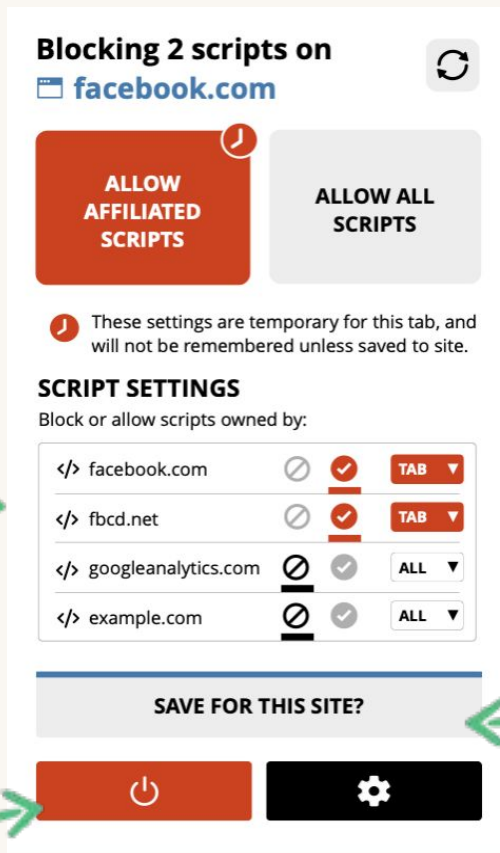 Blocking 2 scripts on
facebook.com
ALLOW
AFFILIATED
SCRIPTS
ALLOW ALL
SCRIPTS
These settings are temporary for this tab, and
will not be remembered unless saved to site.
SCRIPT SETTINGS
Block or allow scripts owned by:
</> facebook.com TAB ▼
</> fbcd.net TAB ▼
</> googleanalytics.com ALL ▼
</> example.com ALL ▼
SAVE FOR THIS SITE?